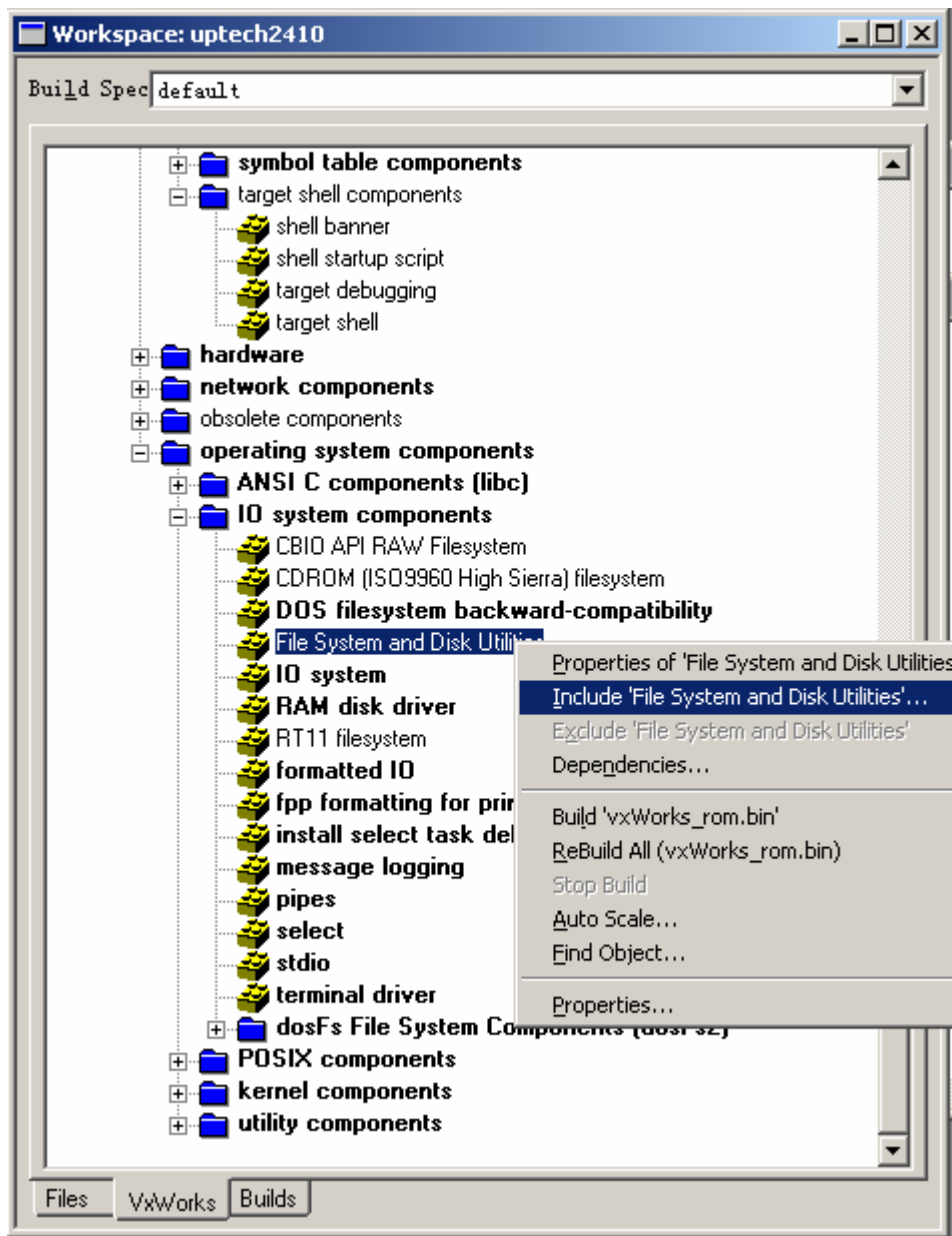 Workspace: uptech2410
Build Spec default
symbol table components
target shell components
shell banner
shell startup script
target debugging
target shell
hardware
network components
obsolete components
operating system components
ANSI C components (libc)
IO system components
CBIO API RAW Filesystem
CDROM (ISO9960 High Sierra) filesystem
DOS filesystem backward-compatibility
File System and Disk Utilities
IO system
RAM disk driver
RT11 filesystem
formatted IO
fpp formatting for prin
install select task del
message logging
pipes
select
stdio
terminal driver
dosFs File System Components (dosFs2)
POSIX components
kernel components
utility components
Properties of 'File System and Disk Utilities
Include 'File System and Disk Utilities'...
Exclude 'File System and Disk Utilities'
Dependencies...
Build 'vxWorks_rom.bin'
ReBuild All (vxWorks_rom.bin)
Stop Build
Auto Scale...
Find Object...
Properties...
Files VxWorks Builds